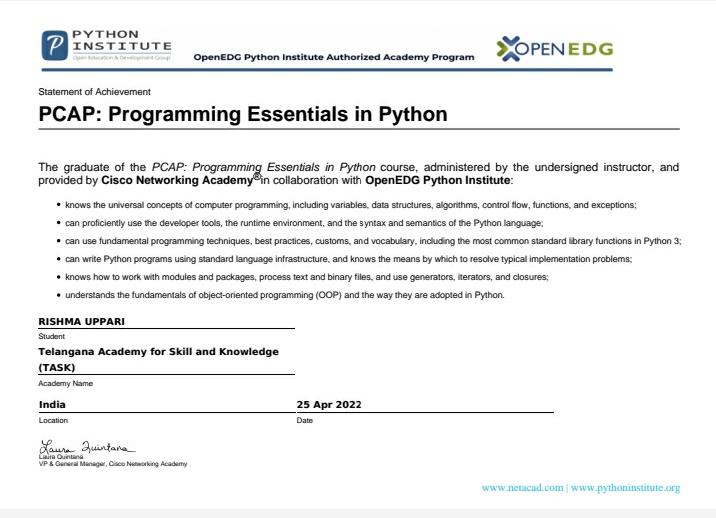 PYTHON
INSTITUTE
Open Education & Development Group
OpenEDG Python Institute Authorized Academy Program
OPENEDG
Statement of Achievement
PCAP: Programming Essentials in Python
The graduate of the PCAP: Programming Essentials in Python course, administered by the undersigned instructor, and
provided by Cisco Networking Academy® in collaboration with OpenEDG Python Institute:
• knows the universal concepts of computer programming, including variables, data structures, algorithms, control flow, functions, and exceptions;
• can proficiently use the developer tools, the runtime environment, and the syntax and semantics of the Python language;
• can use fundamental programming techniques, best practices, customs, and vocabulary, including the most common standard library functions in Python 3;
• can write Python programs using standard language infrastructure, and knows the means by which to resolve typical implementation problems;
• knows how to work with modules and packages, process text and binary files, and use generators, iterators, and closures;
• understands the fundamentals of object-oriented programming (OOP) and the way they are adopted in Python.
RISHMA UPPARI
Student
Telangana Academy for Skill and Knowledge
(TASK)
Academy Name
India 25 Apr 2022
Location Date
Laura Quintana
Laura Quintana
VP & General Manager, Cisco Networking Academy
www.netacad.com | www.pythoninstitute.org